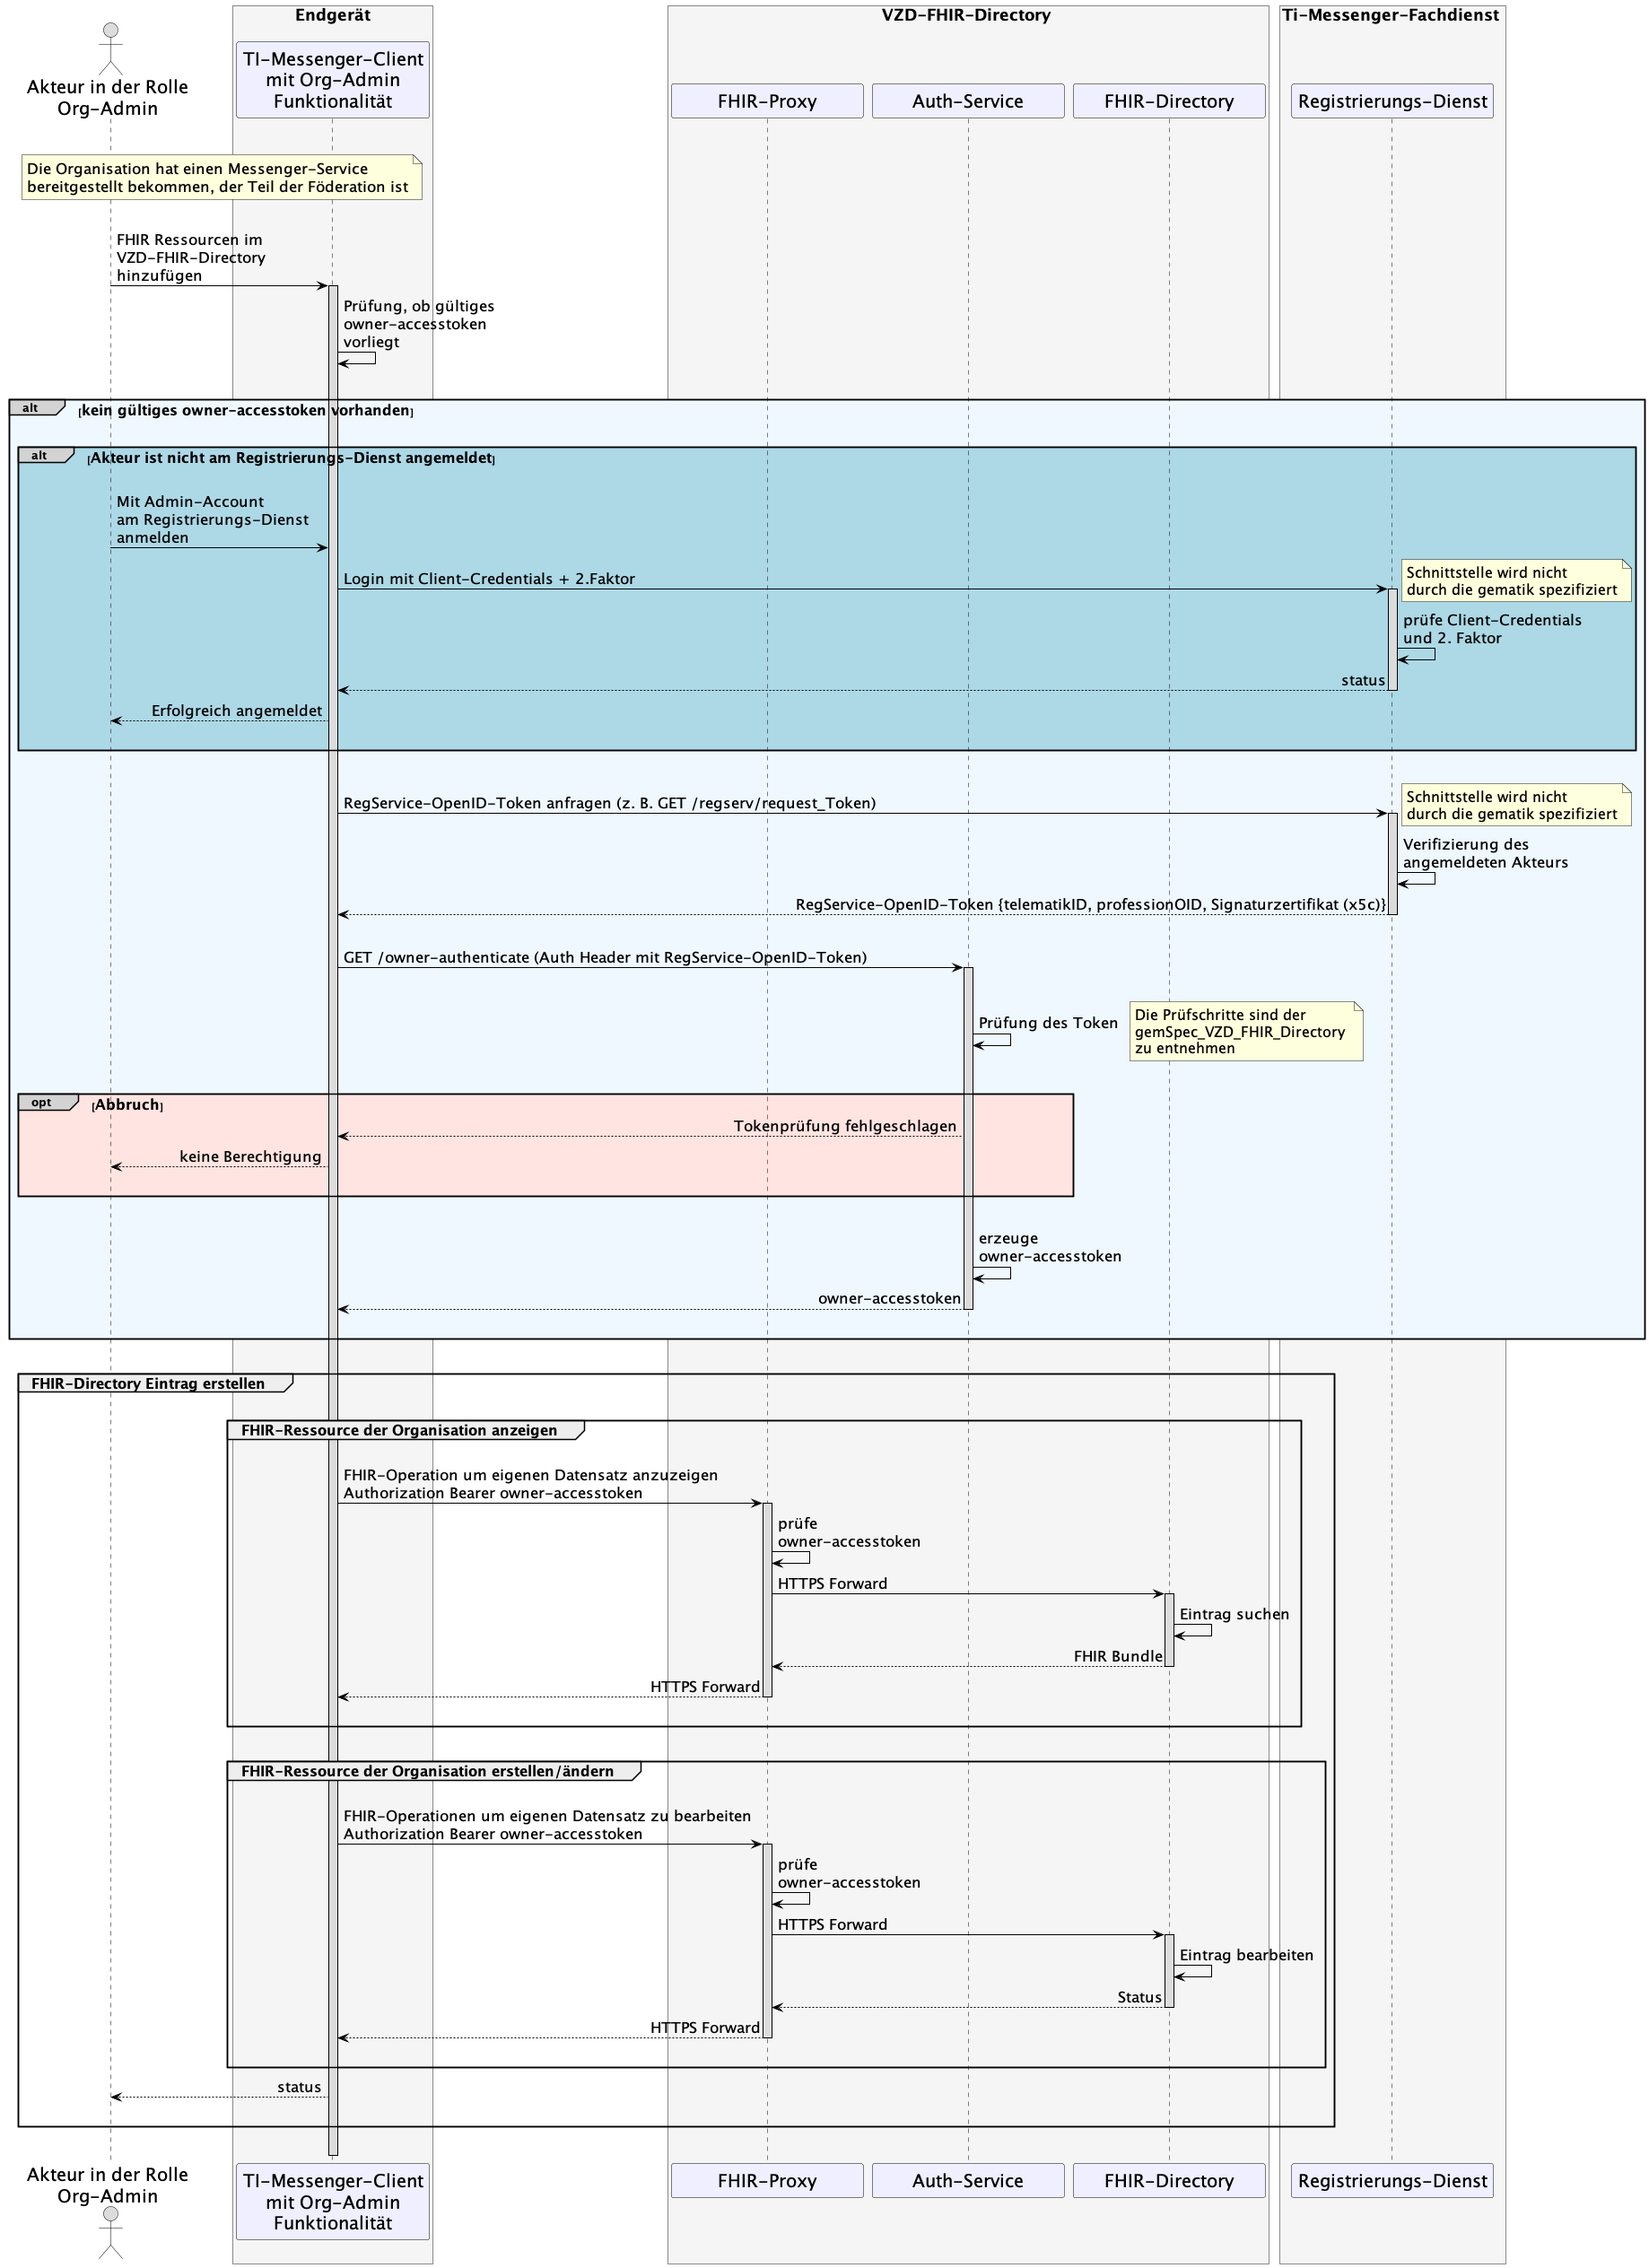 Endgerät
VZD-FHIR-Directory
Ti-Messenger-Fachdienst
Akteur in der Rolle
Org-Admin
TI-Messenger-Client
mit Org-Admin
Funktionalität
FHIR-Proxy
Auth-Service
FHIR-Directory
Registrierungs-Dienst
Die Organisation hat einen Messenger-Service
bereitgestellt bekommen, der Teil der Föderation ist
FHIR Ressourcen im
VZD-FHIR-Directory
hinzufügen
Prüfung, ob gültiges
owner-accesstoken
vorliegt
alt [kein gültiges owner-accesstoken vorhanden]
alt [Akteur ist nicht am Registrierungs-Dienst angemeldet]
Mit Admin-Account
am Registrierungs-Dienst
anmelden
Login mit Client-Credentials + 2.Faktor
Schnittstelle wird nicht
durch die gematik spezifiziert
prüfe Client-Credentials
und 2. Faktor
status
Erfolgreich angemeldet
RegService-OpenID-Token anfragen (z. B. GET /regserv/request_Token)
Schnittstelle wird nicht
durch die gematik spezifiziert
Verifizierung des
angemeldeten Akteurs
RegService-OpenID-Token {telematikID, professionOID, Signaturzertifikat (x5c)}
GET /owner-authenticate (Auth Header mit RegService-OpenID-Token)
Prüfung des Token
Die Prüfschritte sind der
gemSpec_VZD_FHIR_Directory
zu entnehmen
opt [Abbruch]
Tokenprüfung fehlgeschlagen
keine Berechtigung
erzeuge
owner-accesstoken
owner-accesstoken
FHIR-Directory Eintrag erstellen
FHIR-Ressource der Organisation anzeigen
FHIR-Operation um eigenen Datensatz anzuzeigen
Authorization Bearer owner-accesstoken
prüfe
owner-accesstoken
HTTPS Forward
Eintrag suchen
FHIR Bundle
HTTPS Forward
FHIR-Ressource der Organisation erstellen/ändern
FHIR-Operationen um eigenen Datensatz zu bearbeiten
Authorization Bearer owner-accesstoken
prüfe
owner-accesstoken
HTTPS Forward
Eintrag bearbeiten
Status
HTTPS Forward
status
Akteur in der Rolle
Org-Admin
TI-Messenger-Client
mit Org-Admin
Funktionalität
FHIR-Proxy
Auth-Service
FHIR-Directory
Registrierungs-Dienst